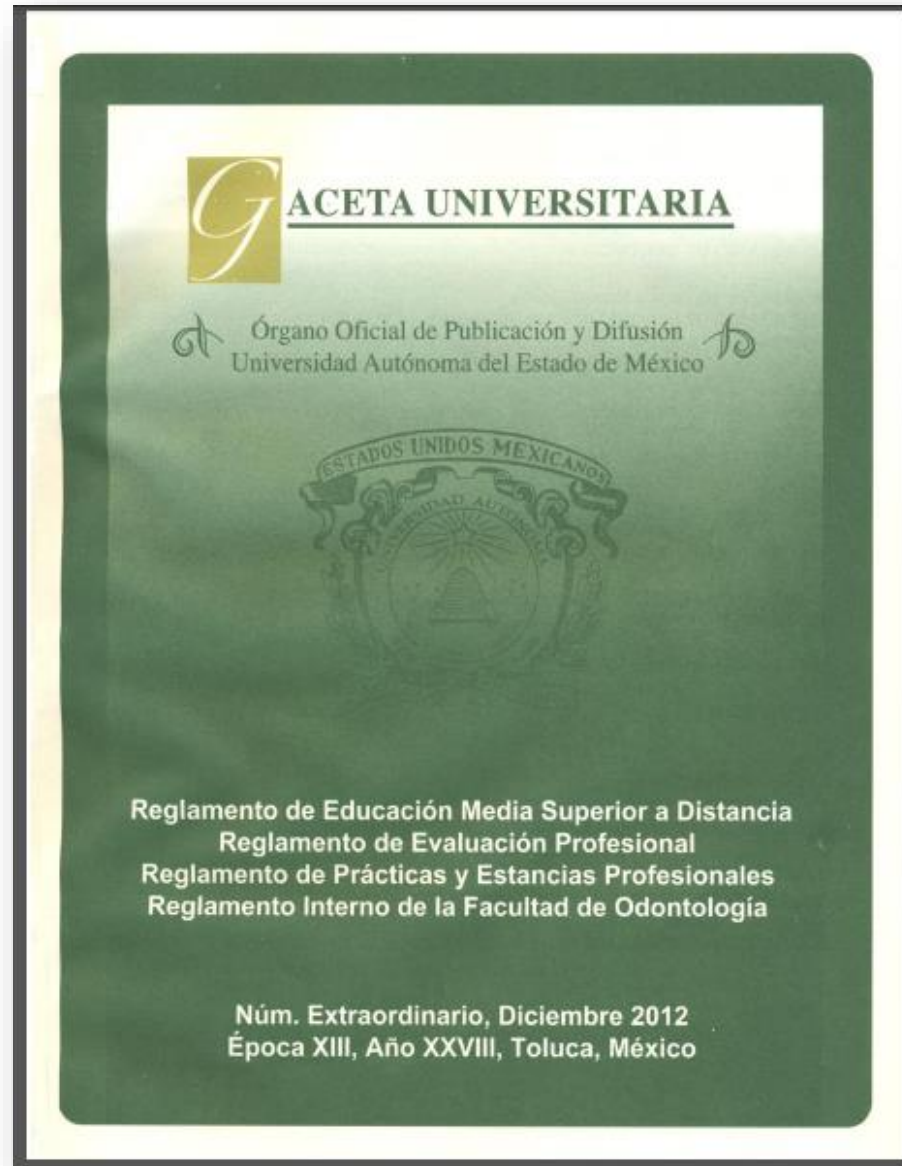 GACETA UNIVERSITARIA
Órgano Oficial de Publicación y Difusión
Universidad Autónoma del Estado de México
ESTADOS UNIDOS MEXICANOS
UNIVERSIDAD AUTÓNOMA
Reglamento de Educación Media Superior a Distancia
Reglamento de Evaluación Profesional
Reglamento de Prácticas y Estancias Profesionales
Reglamento Interno de la Facultad de Odontología
Núm. Extraordinario, Diciembre 2012
Época XIII, Año XXVIII, Toluca, México